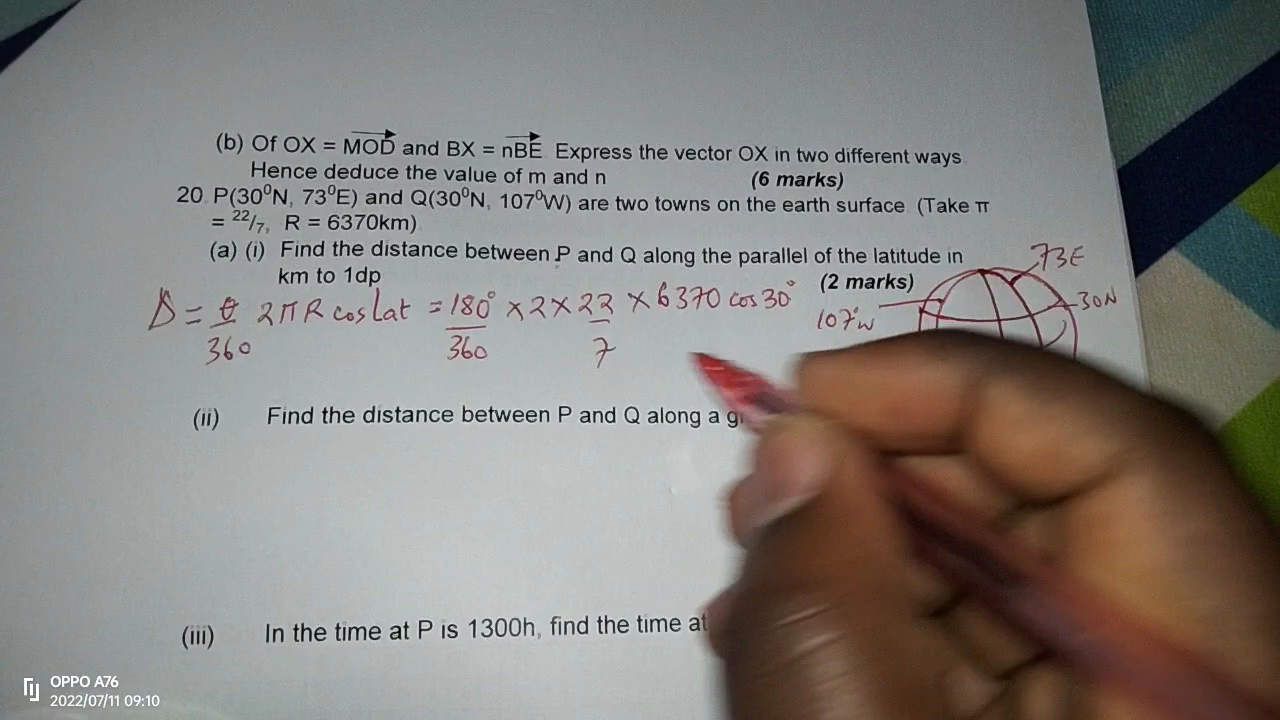 (b) Of OX = MOD and BX = nBE Express the vector OX in two different ways
Hence deduce the value of m and n (6 marks)
20 P(30⁰N, 73⁰E) and Q(30⁰N, 107⁰W) are two towns on the earth surface (Take π
= ²²/₇, R = 6370km)
(a) (i) Find the distance between P and Q along the parallel of the latitude in
km to 1dp (2 marks)
73E
30N
107°W
D = θ/360 2πR cos Lat = 180°/360 × 2 × 22/7 × 6370 cos 30°
(ii) Find the distance between P and Q along a
(iii) In the time at P is 1300h, find the time at
OPPO A76
2022/07/11 09:10